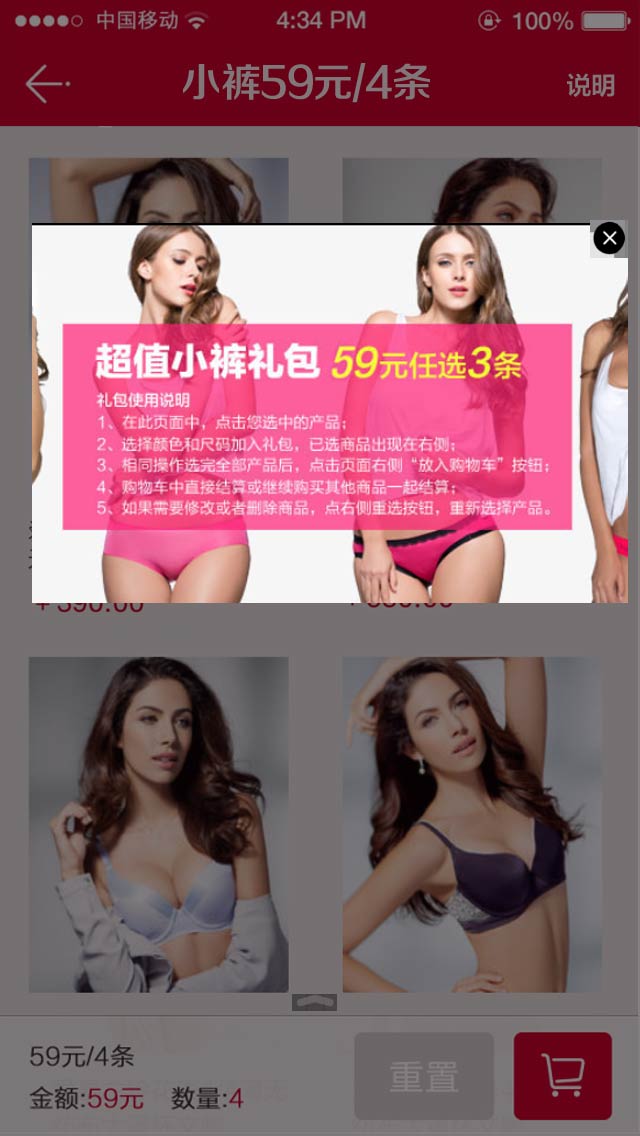 中国移动 4:34 PM 100%
小裤59元/4条
说明
超值小裤礼包 59元任选3条
礼包使用说明
1、在此页面中，点击您选中的产品；
2、选择颜色和尺码加入礼包，已选商品出现在右侧；
3、相同操作选完全部产品后，点击页面右侧“放入购物车”按钮；
4、购物车中直接结算或继续购买其他商品一起结算；
5、如果需要修改或者删除商品，点右侧重选按钮，重新选择产品。
59元/4条
金额:59元 数量:4
重置